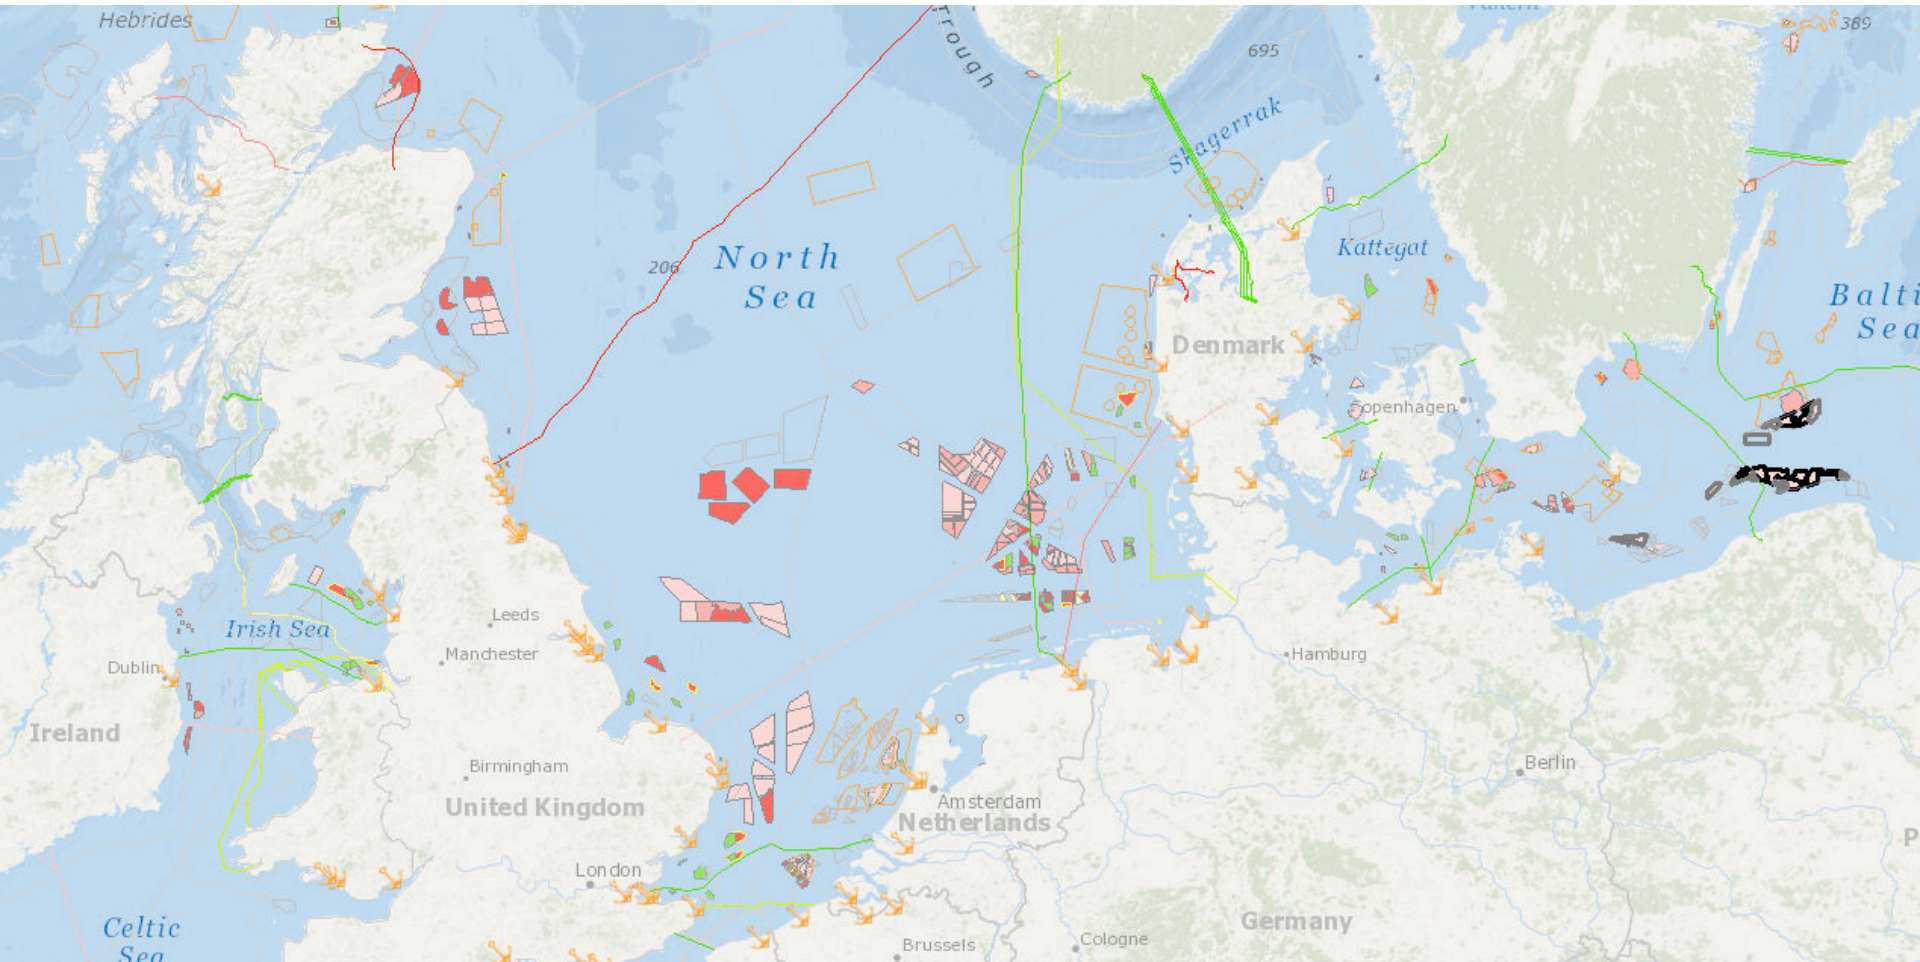 Hebrides
Trough
695
389
Skagerrak
206
North
Sea
Kattegat
Balti
Sea
Denmark
Copenhagen
Leeds
Irish Sea
Manchester
Dublin
Hamburg
Ireland
Birmingham
Berlin
United Kingdom
Amsterdam
Netherlands
P
London
Celtic
Sea
Germany
Brussels
Cologne